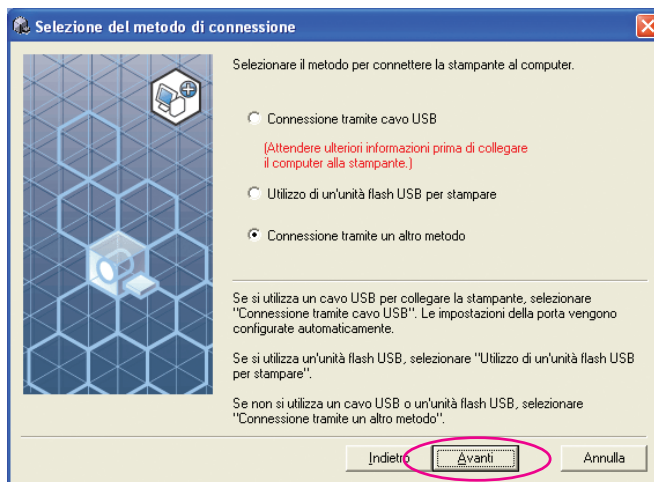 Selezione del metodo di connessione
Selezionare il metodo per connettere la stampante al computer.
Connessione tramite cavo USB
(Attendere ulteriori informazioni prima di collegare
il computer alla stampante.)
Utilizzo di un'unità flash USB per stampare
Connessione tramite un altro metodo
Se si utilizza un cavo USB per collegare la stampante, selezionare
"Connessione tramite cavo USB". Le impostazioni della porta vengono
configurate automaticamente.
Se si utilizza un'unità flash USB, selezionare "Utilizzo di un'unità flash USB
per stampare".
Se non si utilizza un cavo USB o un'unità flash USB, selezionare
"Connessione tramite un altro metodo".
Indietro Avanti Annulla